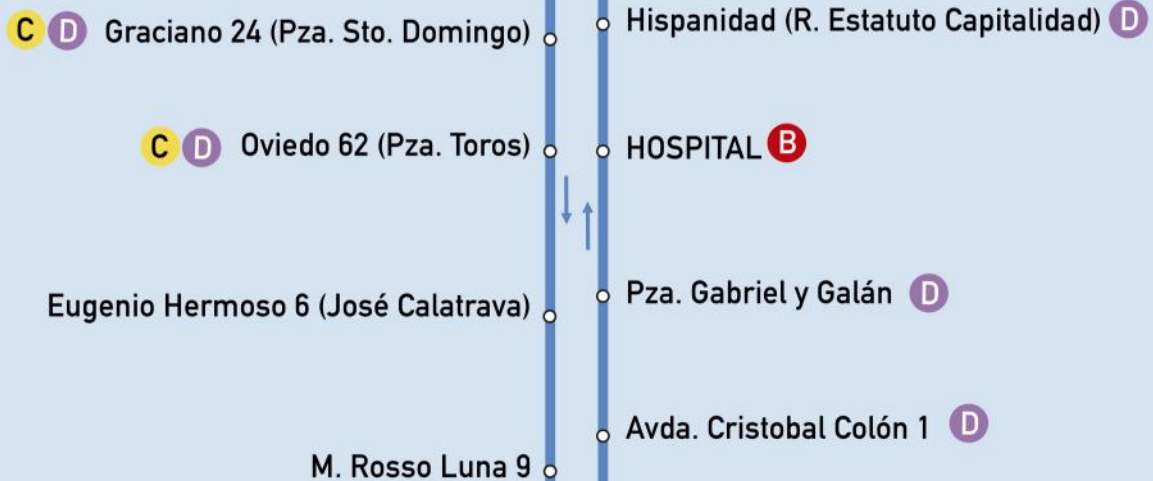 C D Graciano 24 (Pza. Sto. Domingo)
Hispanidad (R. Estatuto Capitalidad) D
C D Oviedo 62 (Pza. Toros)
HOSPITAL B
Eugenio Hermoso 6 (José Calatrava)
Pza. Gabriel y Galán D
Avda. Cristobal Colón 1 D
M. Rosso Luna 9